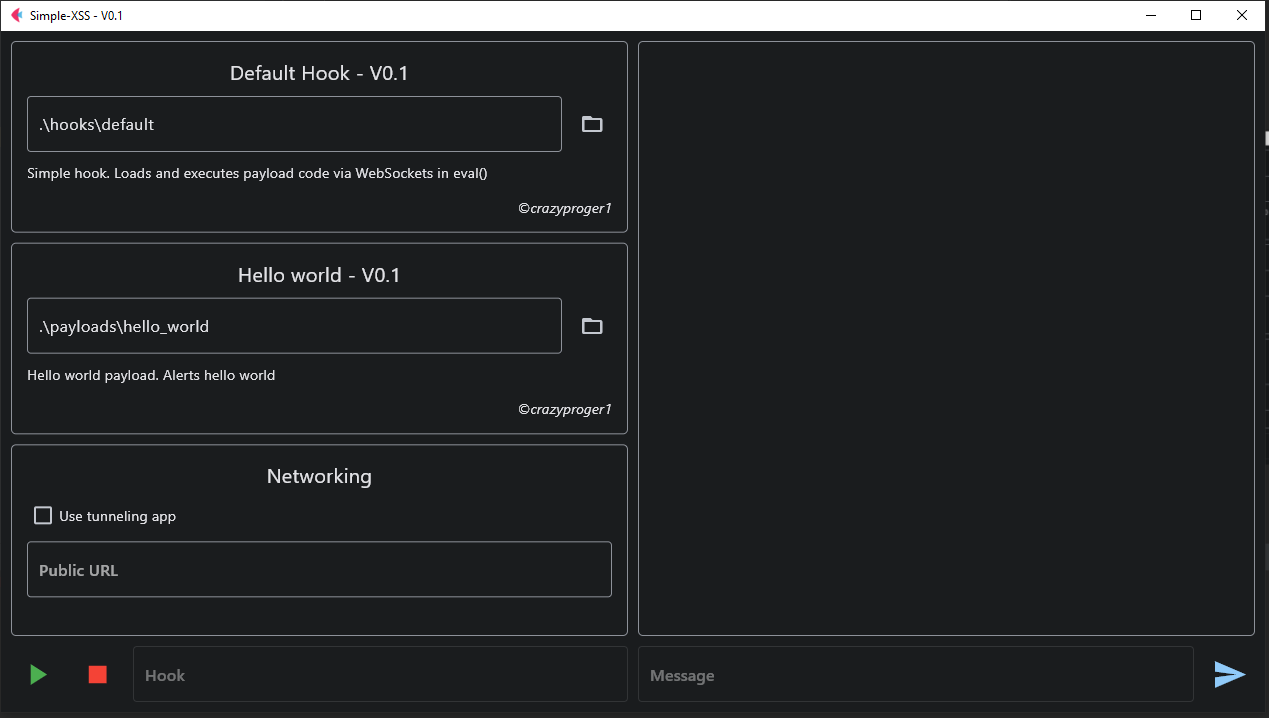 Simple-XSS - V0.1
Default Hook - V0.1
.\hooks\default
Simple hook. Loads and executes payload code via WebSockets in eval()
©crazyproger1
Hello world - V0.1
.\payloads\hello_world
Hello world payload. Alerts hello world
©crazyproger1
Networking
Use tunneling app
Public URL
Hook
Message